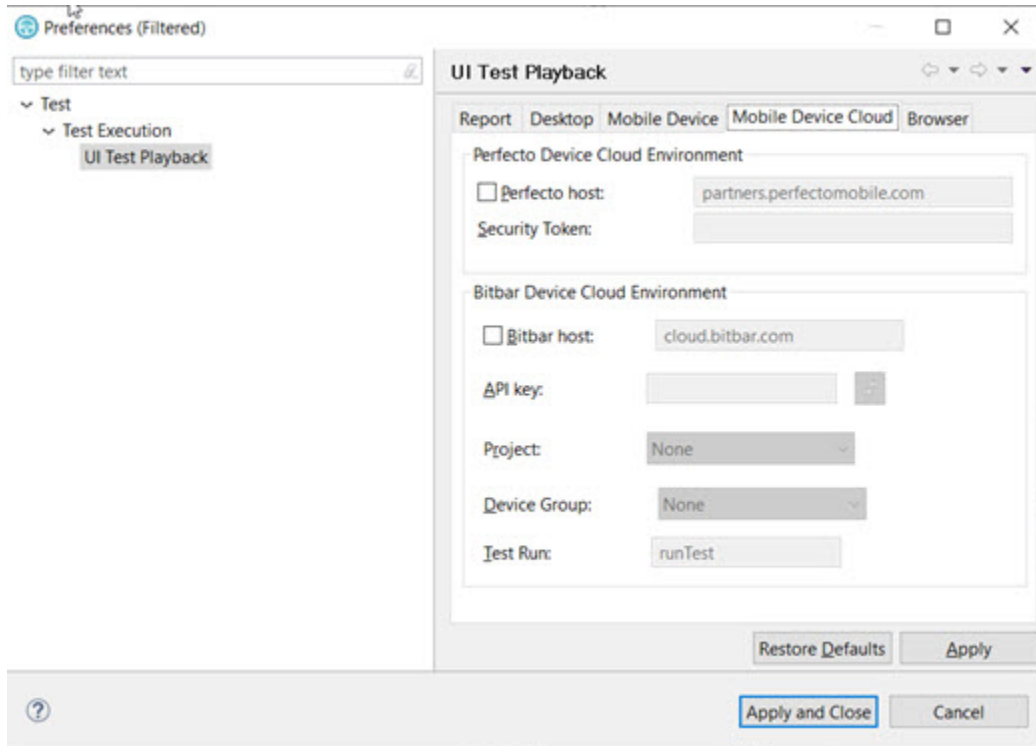 Preferences (Filtered)
type filter text
Test
Test Execution
UI Test Playback
UI Test Playback
Report Desktop Mobile Device Mobile Device Cloud Browser
Perfecto Device Cloud Environment
Perfecto host: partners.perfectomobile.com
Security Token:
Bitbar Device Cloud Environment
Bitbar host: cloud.bitbar.com
API key:
Project: None
Device Group: None
Test Run: runTest
Restore Defaults Apply
? Apply and Close Cancel